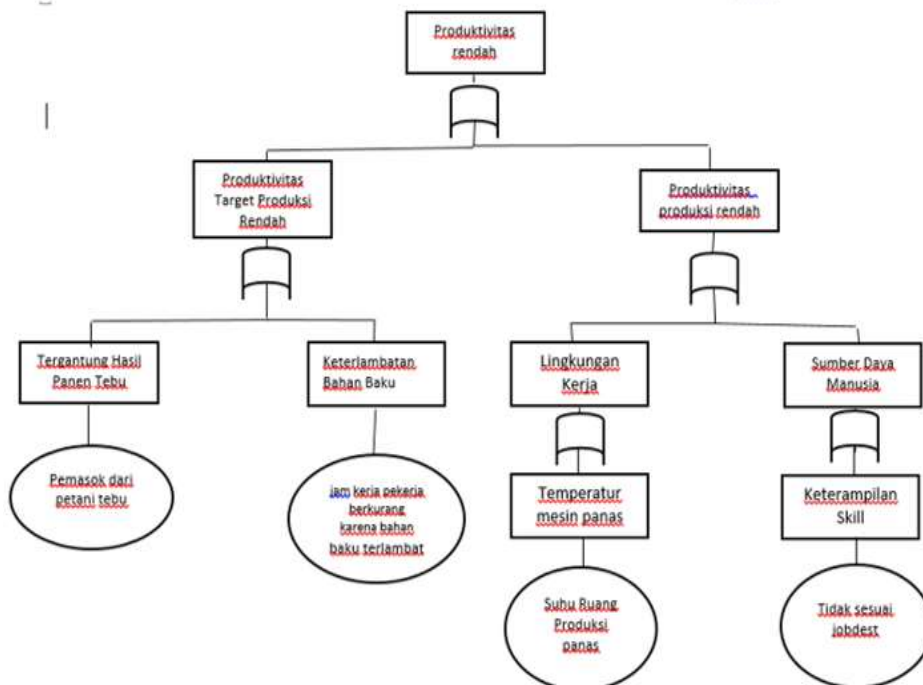 Produktivitas
rendah
Produktivitas
Target Produksi
Rendah
Produktivitas
produksi rendah
Tergantung Hasil
Panen Tebu
Keterlambatan
Bahan Baku
Lingkungan
Kerja
Sumber Daya
Manusia
Pemasok dari
petani tebu
jam kerja pekerja
berkurang
karena bahan
baku terlambat
Temperatur
mesin panas
Keterampilan
Skill
Suhu Ruang
Produksi
panas
Tidak sesuai
jobdest